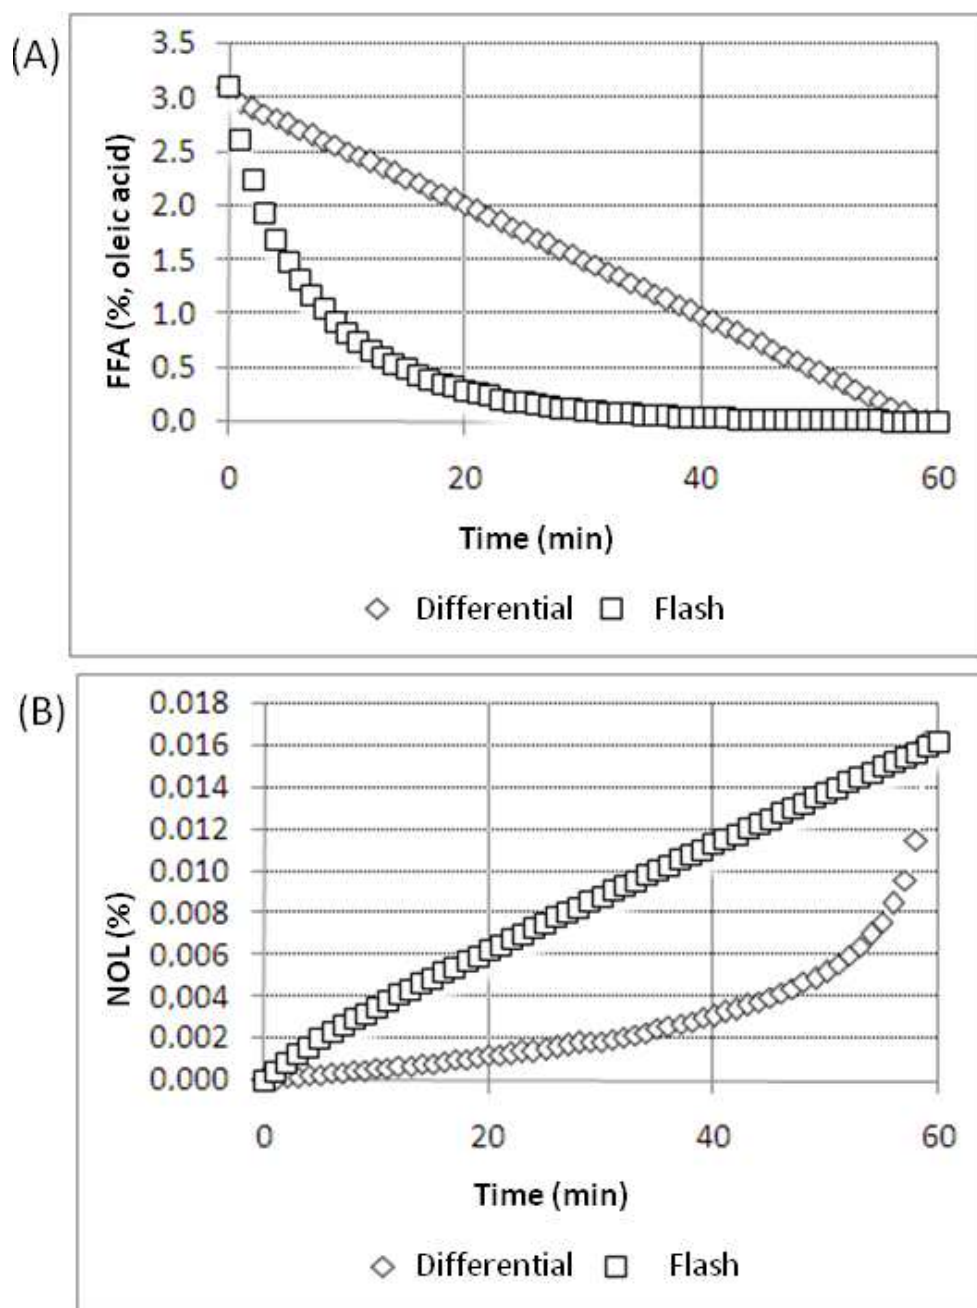 (A)
3.5
3.0
2.5
2.0
1.5
1.0
0.5
0,0
FFA (%, oleic acid)
0 20 40 60
Time (min)
Differential Flash
(B)
0.018
0.016
0.014
0.012
0.010
0.008
0,006
0.004
0.002
0.000
NOL (%)
0 20 40 60
Time (min)
Differential Flash